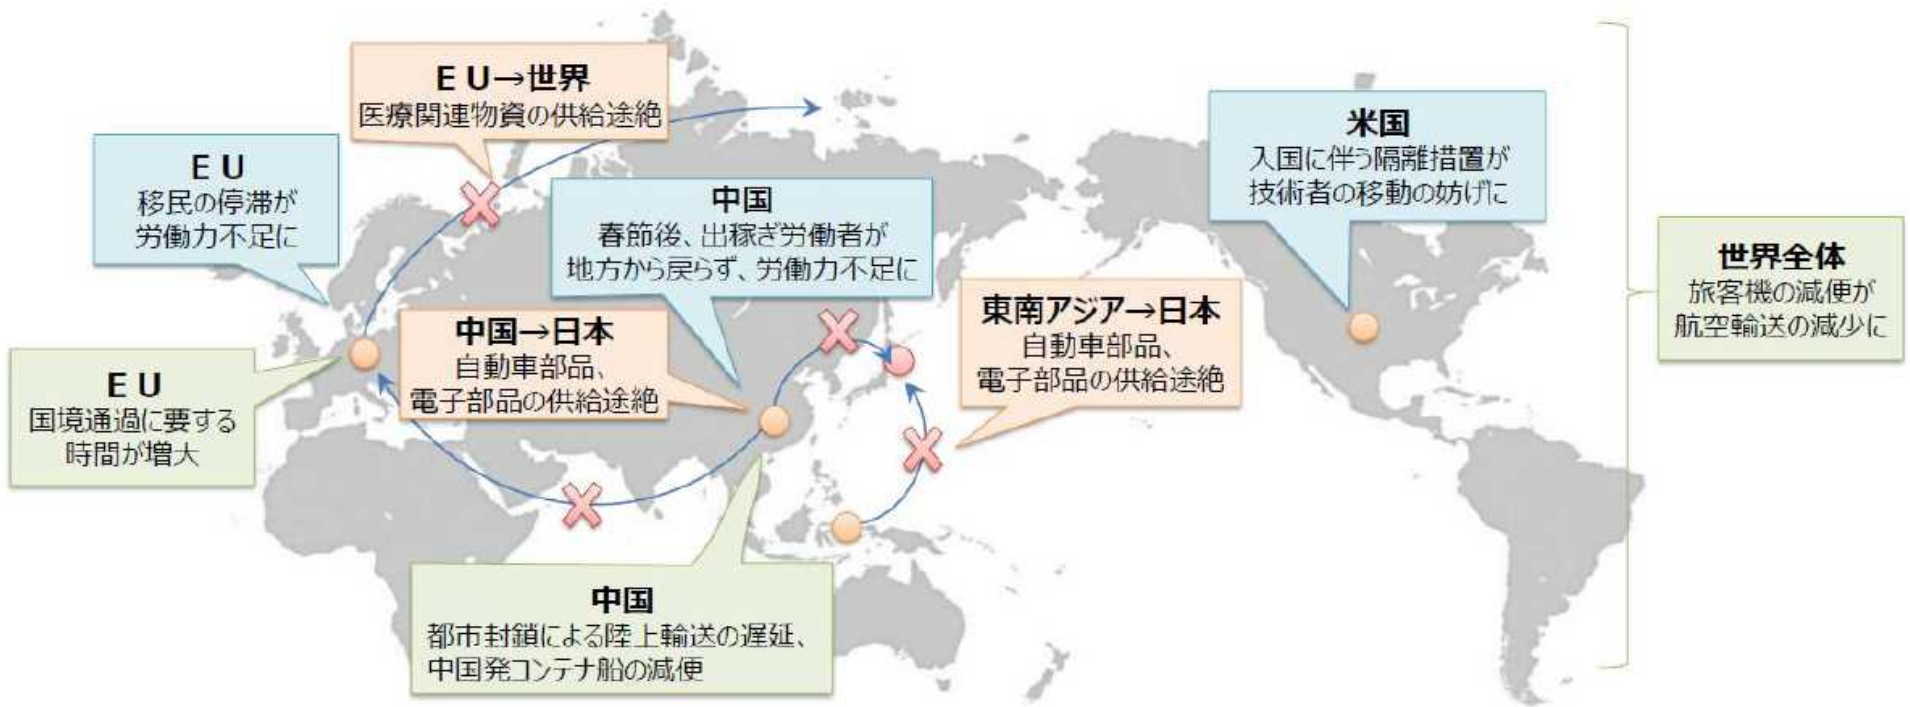 ＥＵ→世界
医療関連物資の供給途絶
ＥＵ
移民の停滞が
労働力不足に
中国
春節後、出稼ぎ労働者が
地方から戻らず、労働力不足に
米国
入国に伴う隔離措置が
技術者の移動の妨げに
世界全体
旅客機の減便が
航空輸送の減少に
中国→日本
自動車部品、
電子部品の供給途絶
東南アジア→日本
自動車部品、
電子部品の供給途絶
ＥＵ
国境通過に要する
時間が増大
中国
都市封鎖による陸上輸送の遅延、
中国発コンテナ船の減便